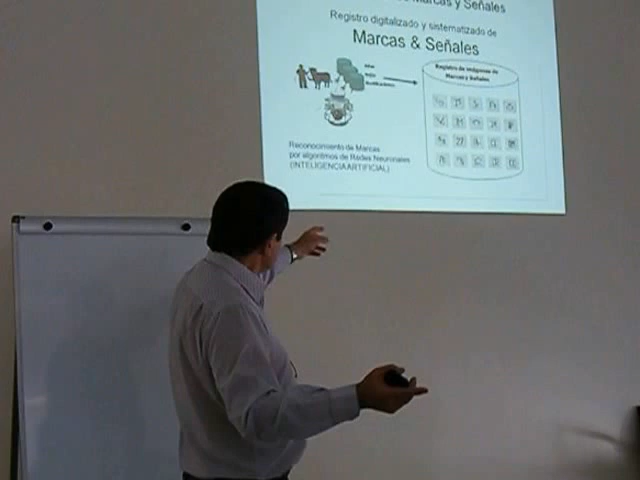 Marcas y Señales
Registro digitalizado y sistematizado de
Marcas & Señales
Registro de imágenes de
Marcas y Señales
Reconocimiento de Marcas
por algoritmos de Redes Neuronales
(INTELIGENCIA ARTIFICIAL)